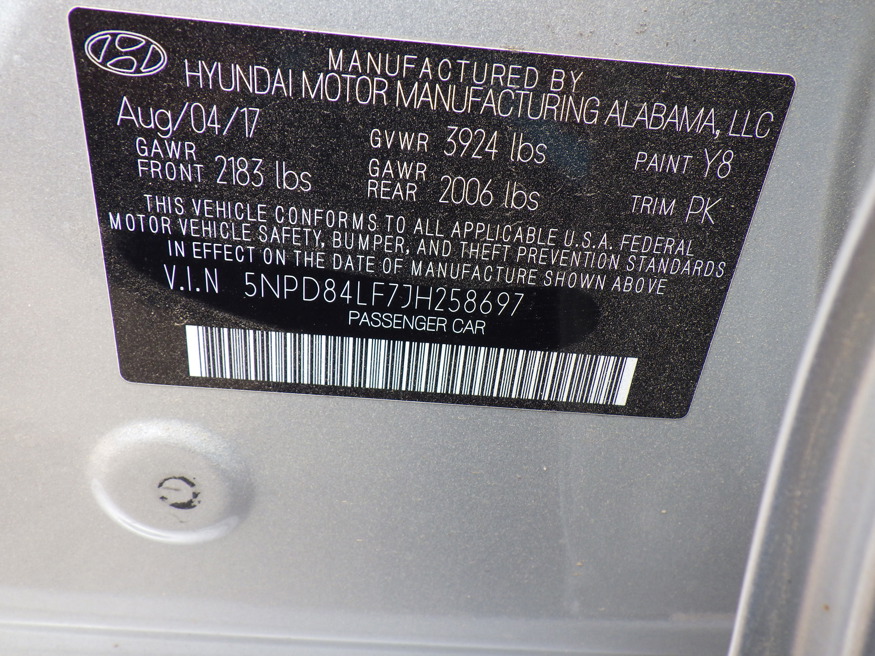 MANUFACTURED BY
HYUNDAI MOTOR MANUFACTURING ALABAMA, LLC
Aug/04/17 GVWR 3924 lbs PAINT Y8
GAWR FRONT 2183 lbs GAWR REAR 2006 lbs TRIM PK
THIS VEHICLE CONFORMS TO ALL APPLICABLE U.S.A. FEDERAL
MOTOR VEHICLE SAFETY, BUMPER, AND THEFT PREVENTION STANDARDS
IN EFFECT ON THE DATE OF MANUFACTURE SHOWN ABOVE
V.I.N 5NPD84LF7JH258697
PASSENGER CAR